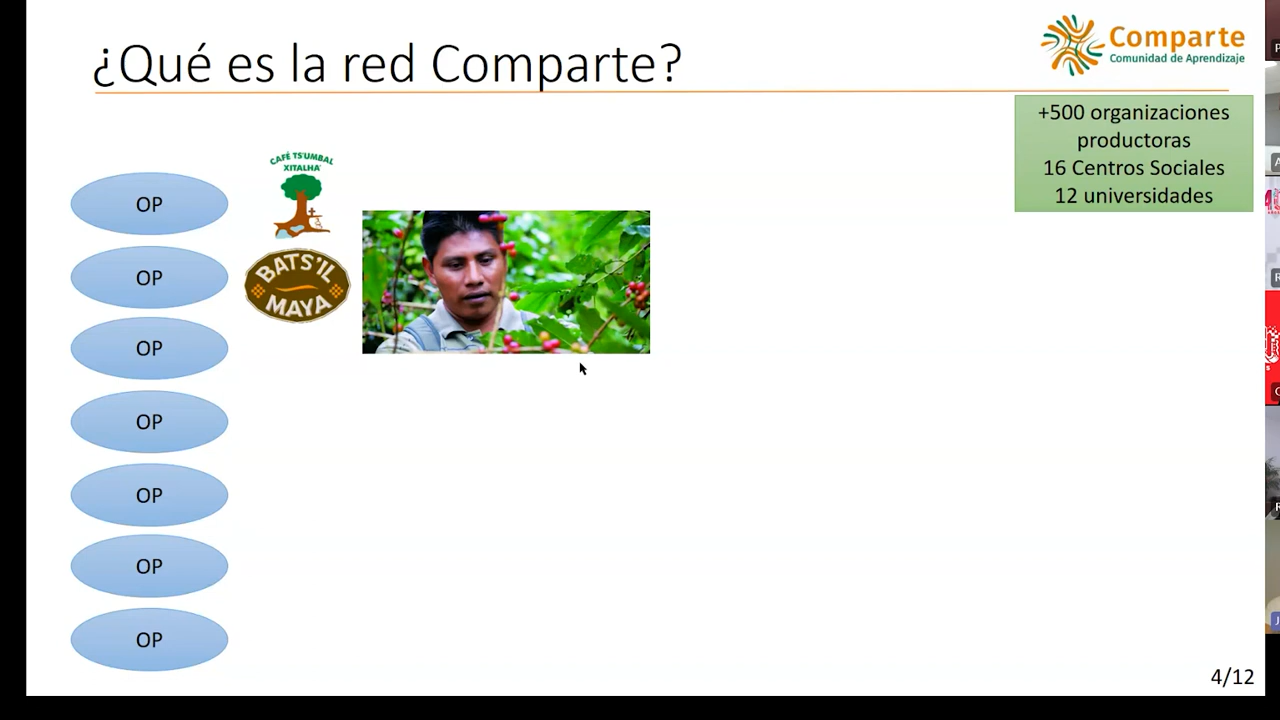 ¿Qué es la red Comparte?
Comparte
Comunidad de Aprendizaje
+500 organizaciones
productoras
16 Centros Sociales
12 universidades
CAFÉ TS'UMBAL
XITALHA'
OP
BATS'IL
MAYA
OP
OP
OP
OP
OP
OP
4/12